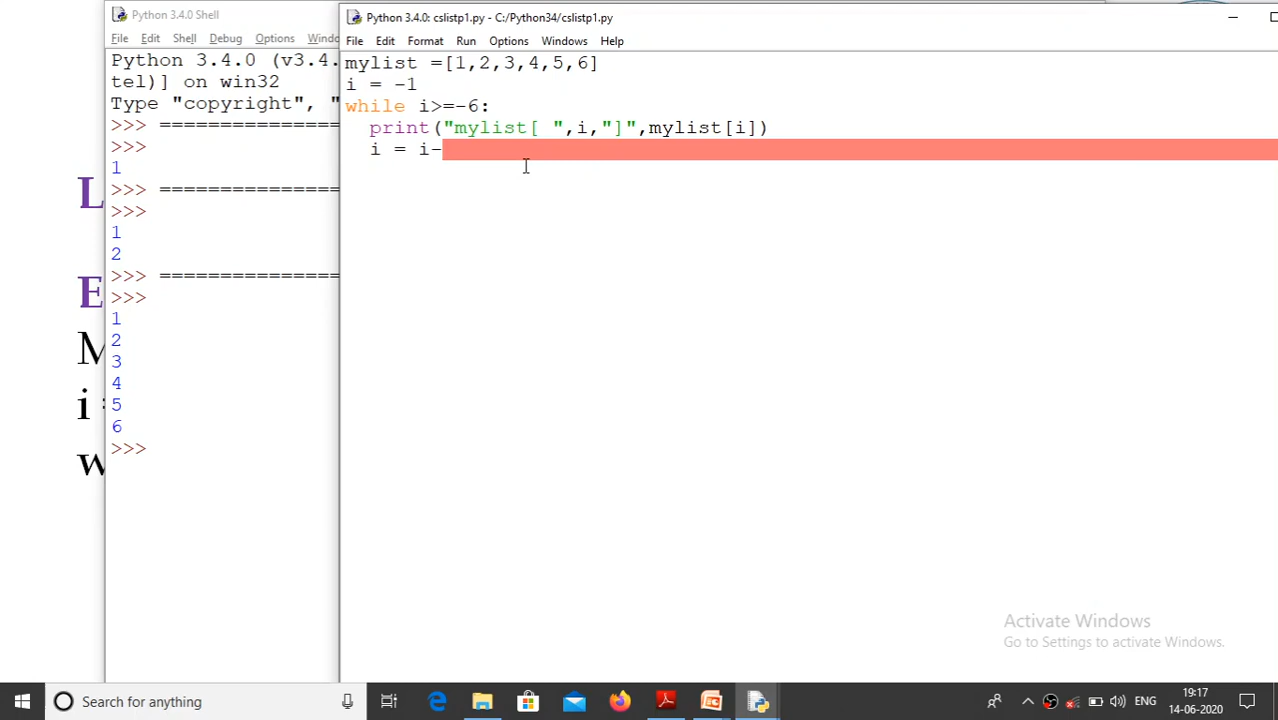 Python 3.4.0 Shell
File Edit Shell Debug Options Windo
Python 3.4.0 (v3.4.
tel)] on win32
Type "copyright", "
>>> ===============
>>>
1
>>> ===============
>>>
1
2
>>> ===============
>>>
1
2
3
4
5
6
>>>
L
E
M
i
w
Python 3.4.0: cslistp1.py - C:/Python34/cslistp1.py
File Edit Format Run Options Windows Help
mylist =[1,2,3,4,5,6]
i = -1
while i>=-6:
print("mylist[ ",i,"]",mylist[i])
i = i-
Activate Windows
Go to Settings to activate Windows.
Search for anything
ENG
19:17
14-06-2020